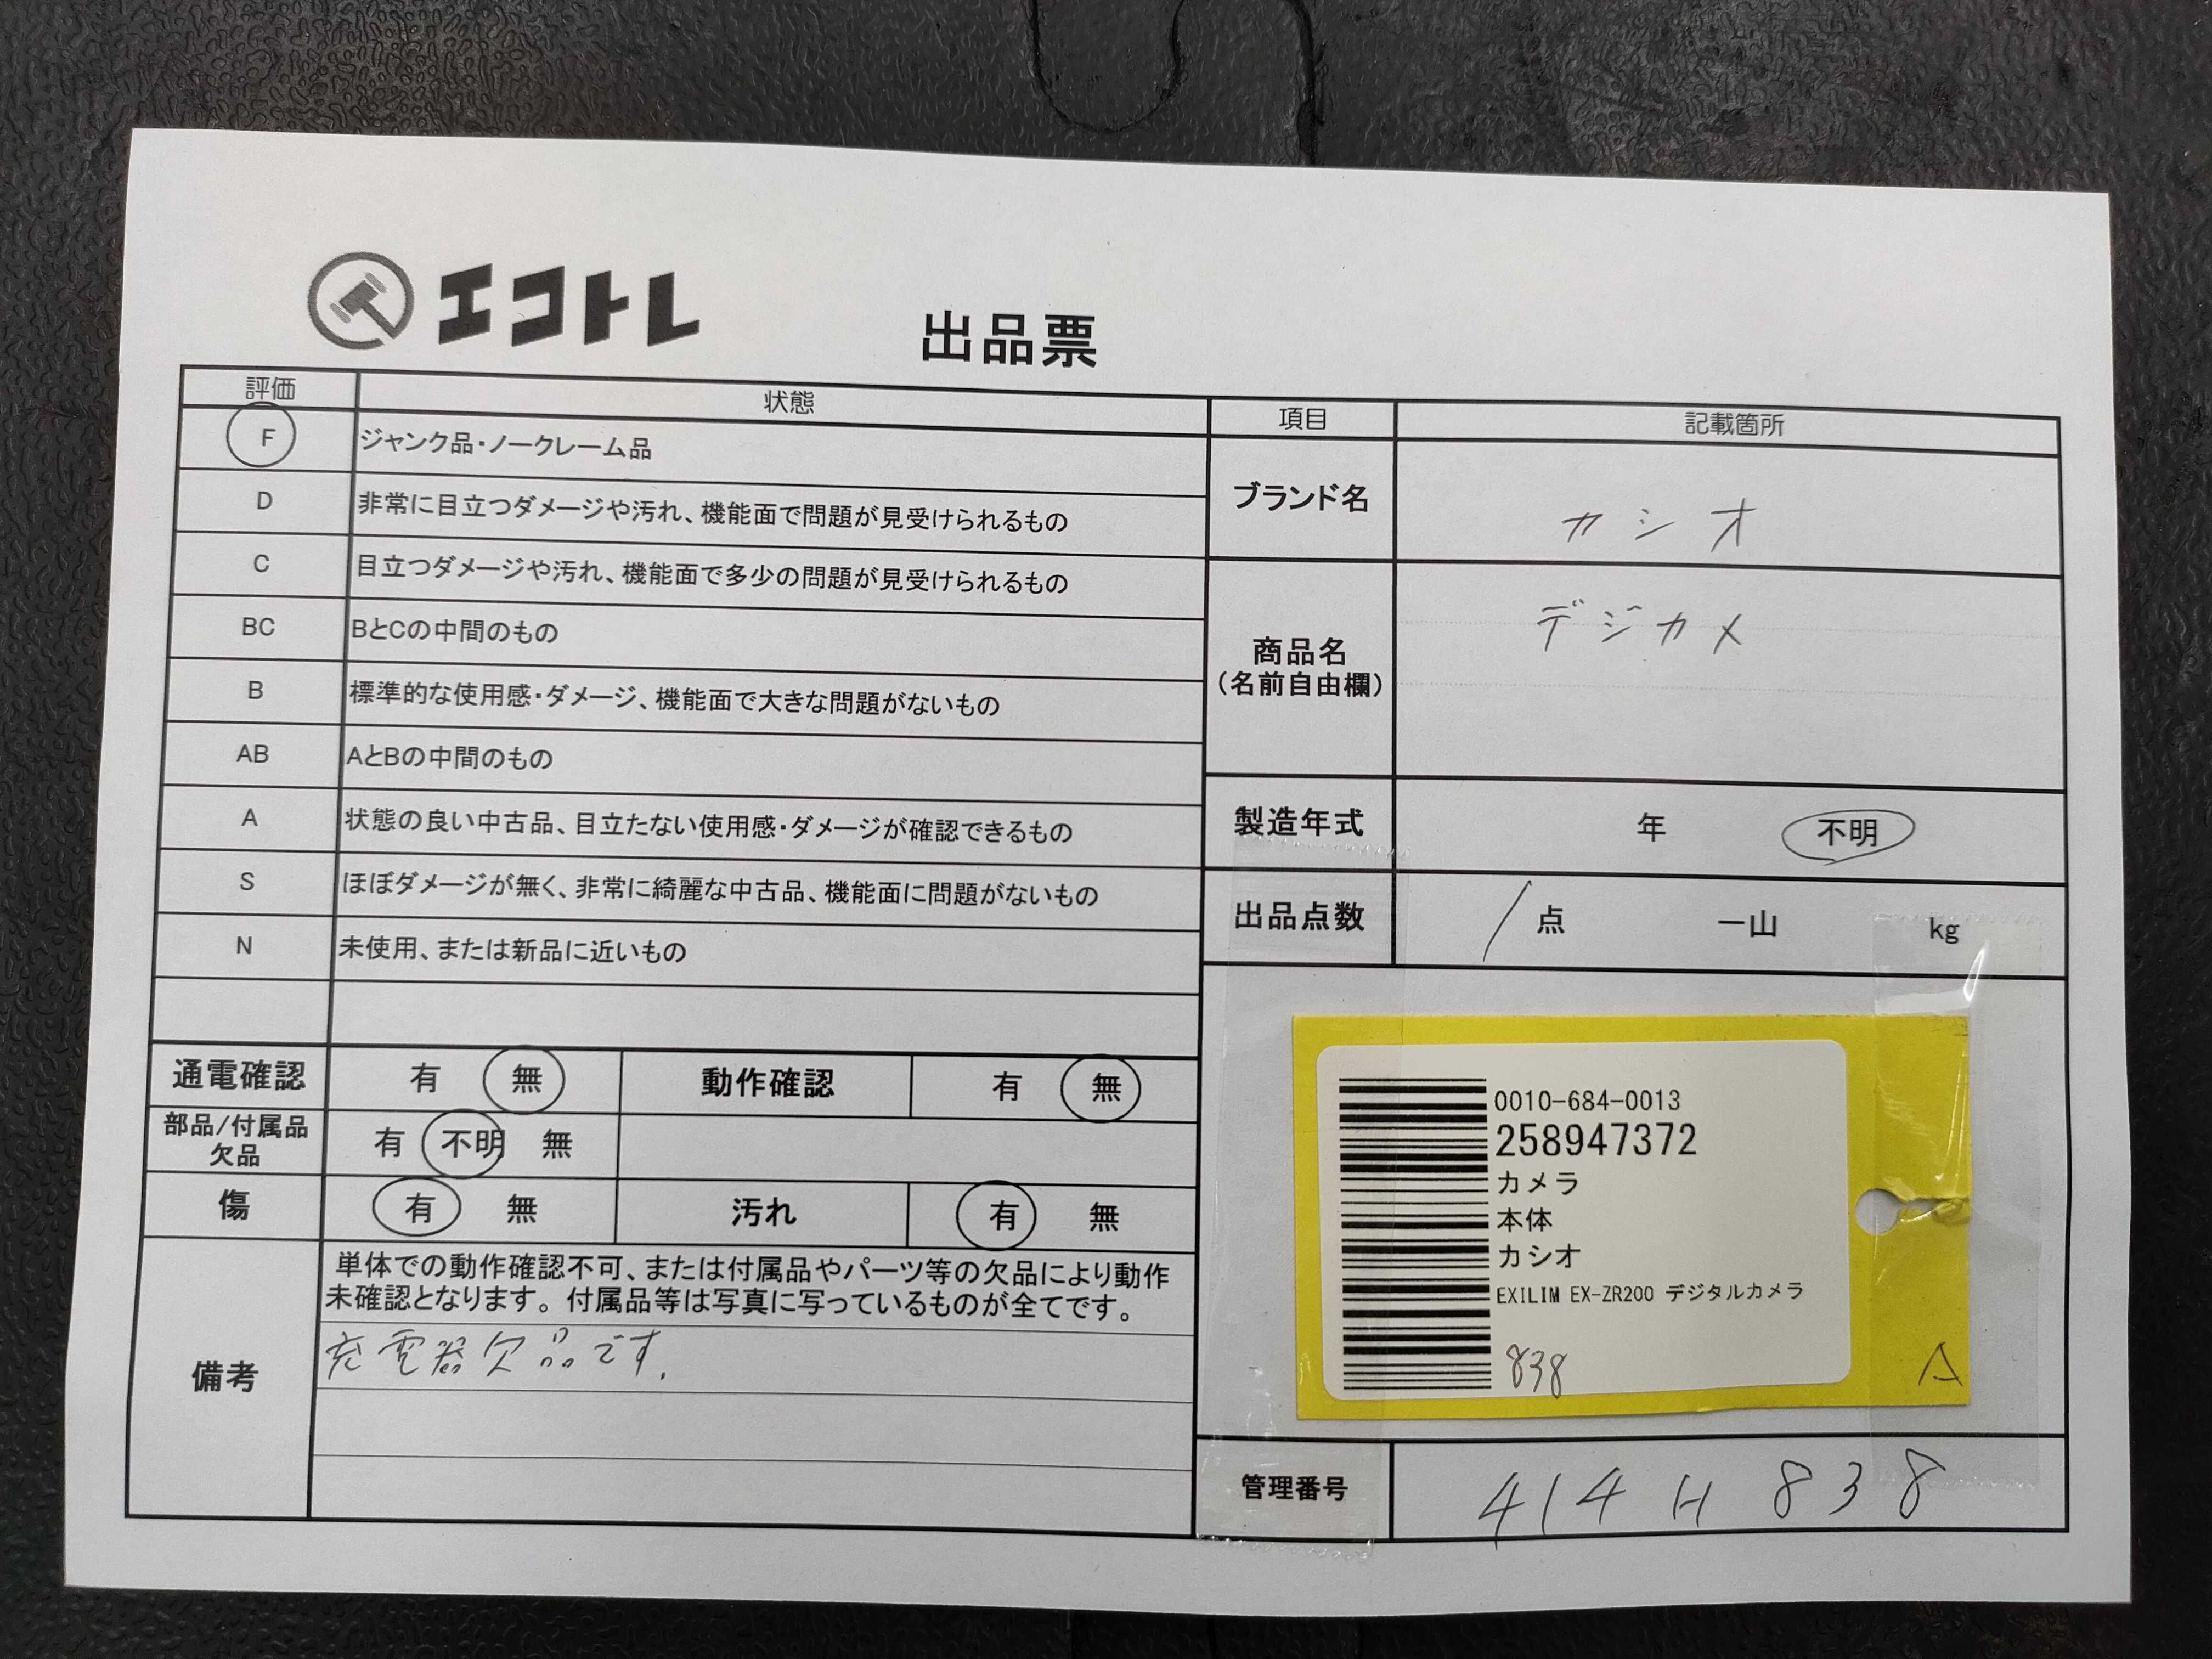 エコトレ
出品票
評価 状態
F ジャンク品・ノークレーム品
D 非常に目立つダメージや汚れ、機能面で問題が見受けられるもの
C 目立つダメージや汚れ、機能面で多少の問題が見受けられるもの
BC BとCの中間のもの
B 標準的な使用感・ダメージ、機能面で大きな問題がないもの
AB AとBの中間のもの
A 状態の良い中古品、目立たない使用感・ダメージが確認できるもの
S ほぼダメージが無く、非常に綺麗な中古品、機能面に問題がないもの
N 未使用、または新品に近いもの
通電確認 有 無 動作確認 有 無
部品/付属品
欠品
有 不明 無
傷 有 無 汚れ 有 無
備考
単体での動作確認不可、または付属品やパーツ等の欠品により動作
未確認となります。付属品等は写真に写っているものが全てです。
充電器欠品です.
項目 記載箇所
ブランド名 カシオ
商品名
(名前自由欄)
デジカメ
製造年式 年 不明
出品点数 1 点 一山 kg
0010-684-0013
258947372
カメラ
本体
カシオ
EXILIM EX-ZR200 デジタルカメラ
838
A
管理番号 414 H 838